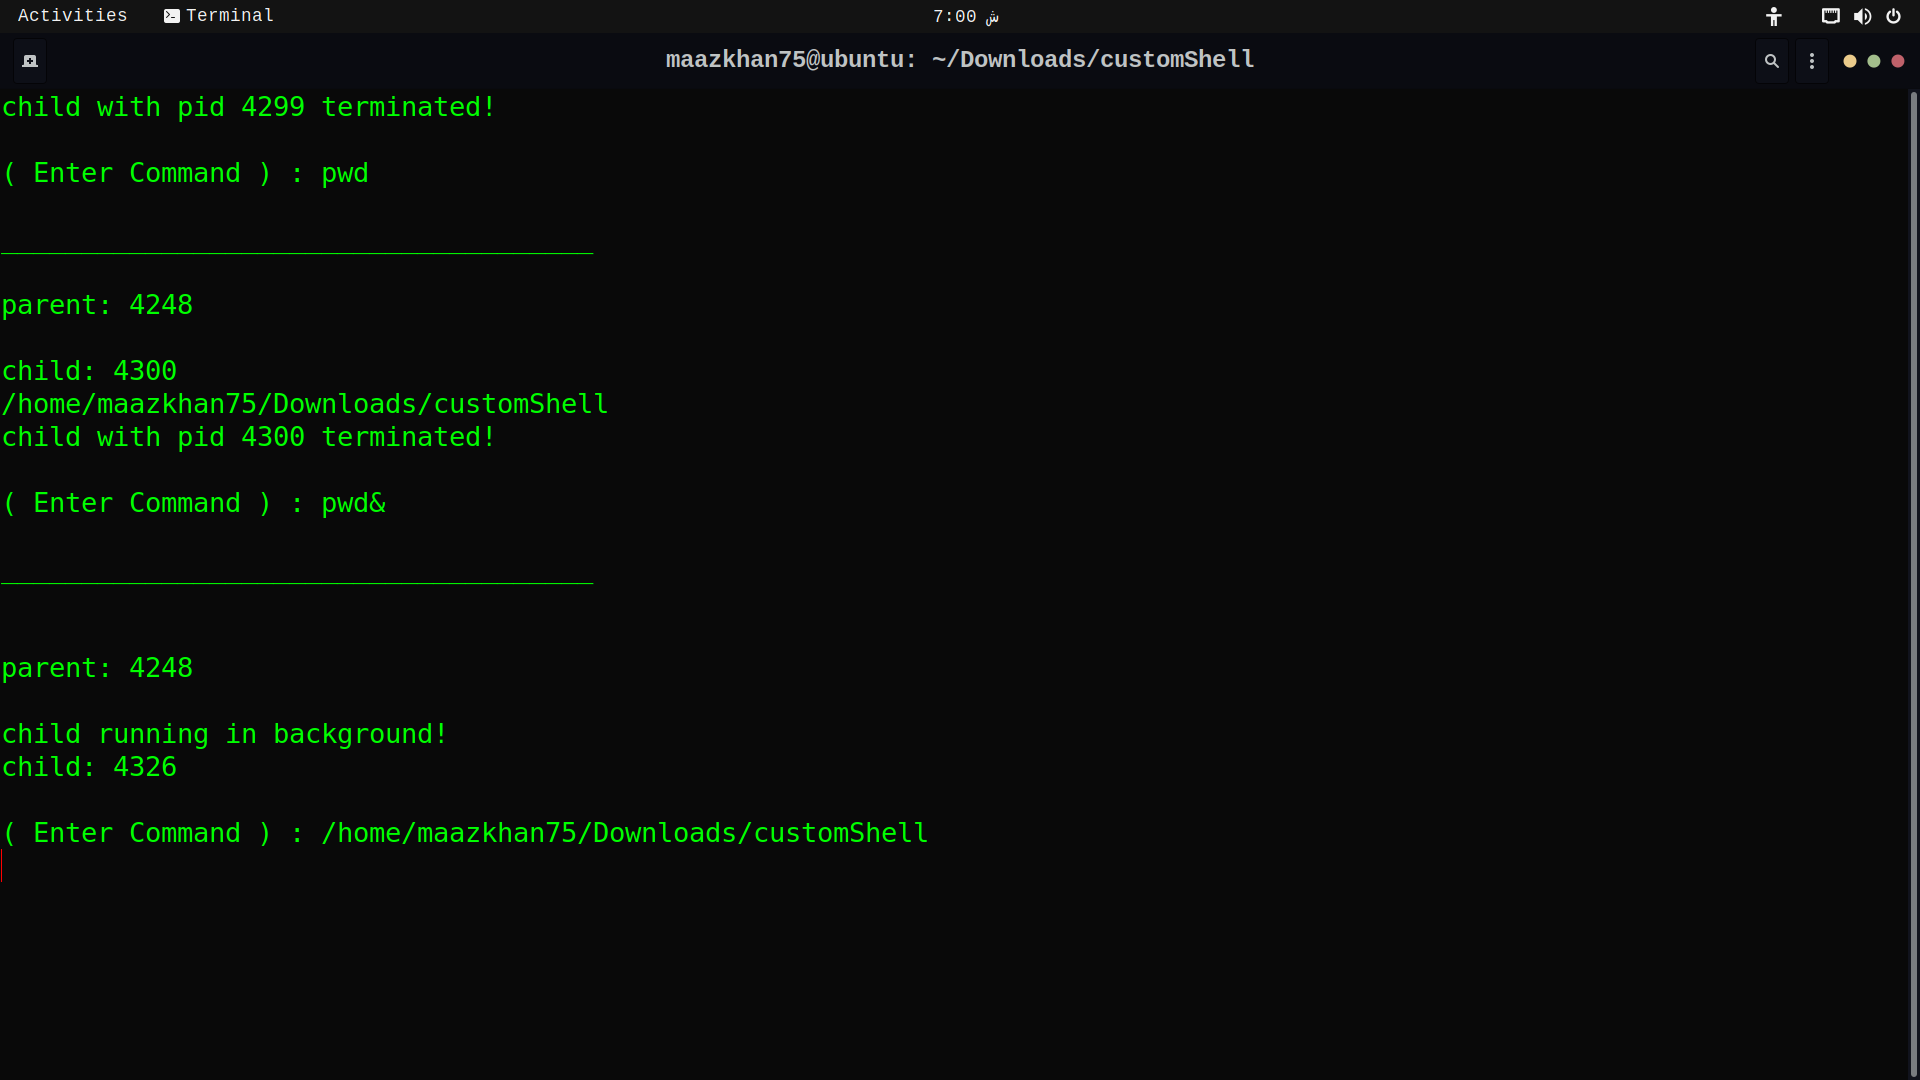 Activities Terminal 7:00 ش
maazkhan75@ubuntu: ~/Downloads/customShell
child with pid 4299 terminated!
( Enter Command ) : pwd
_____________________________________
parent: 4248
child: 4300
/home/maazkhan75/Downloads/customShell
child with pid 4300 terminated!
( Enter Command ) : pwd&
_____________________________________
parent: 4248
child running in background!
child: 4326
( Enter Command ) : /home/maazkhan75/Downloads/customShell